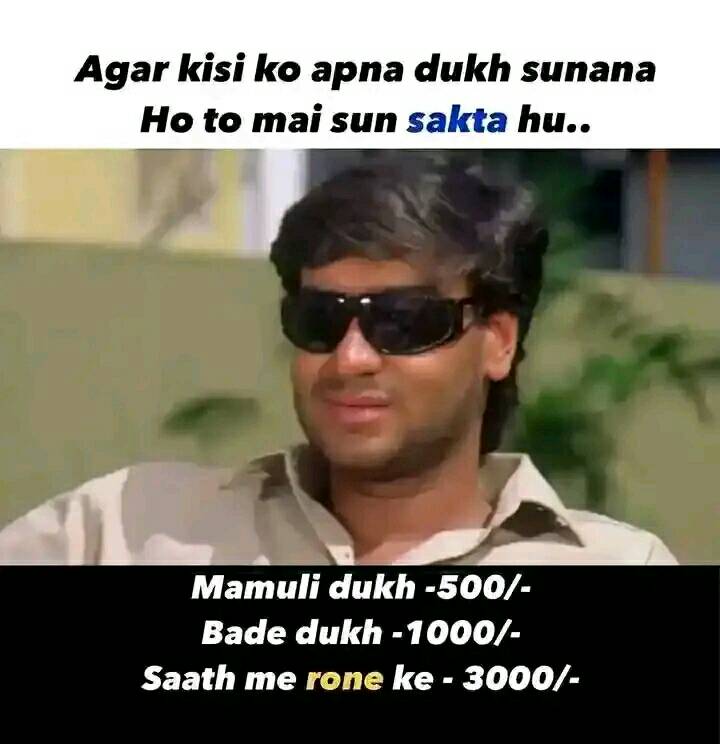 Agar kisi ko apna dukh sunana
Ho to mai sun sakta hu..
Mamuli dukh -500/-
Bade dukh -1000/-
Saath me rone ke - 3000/-